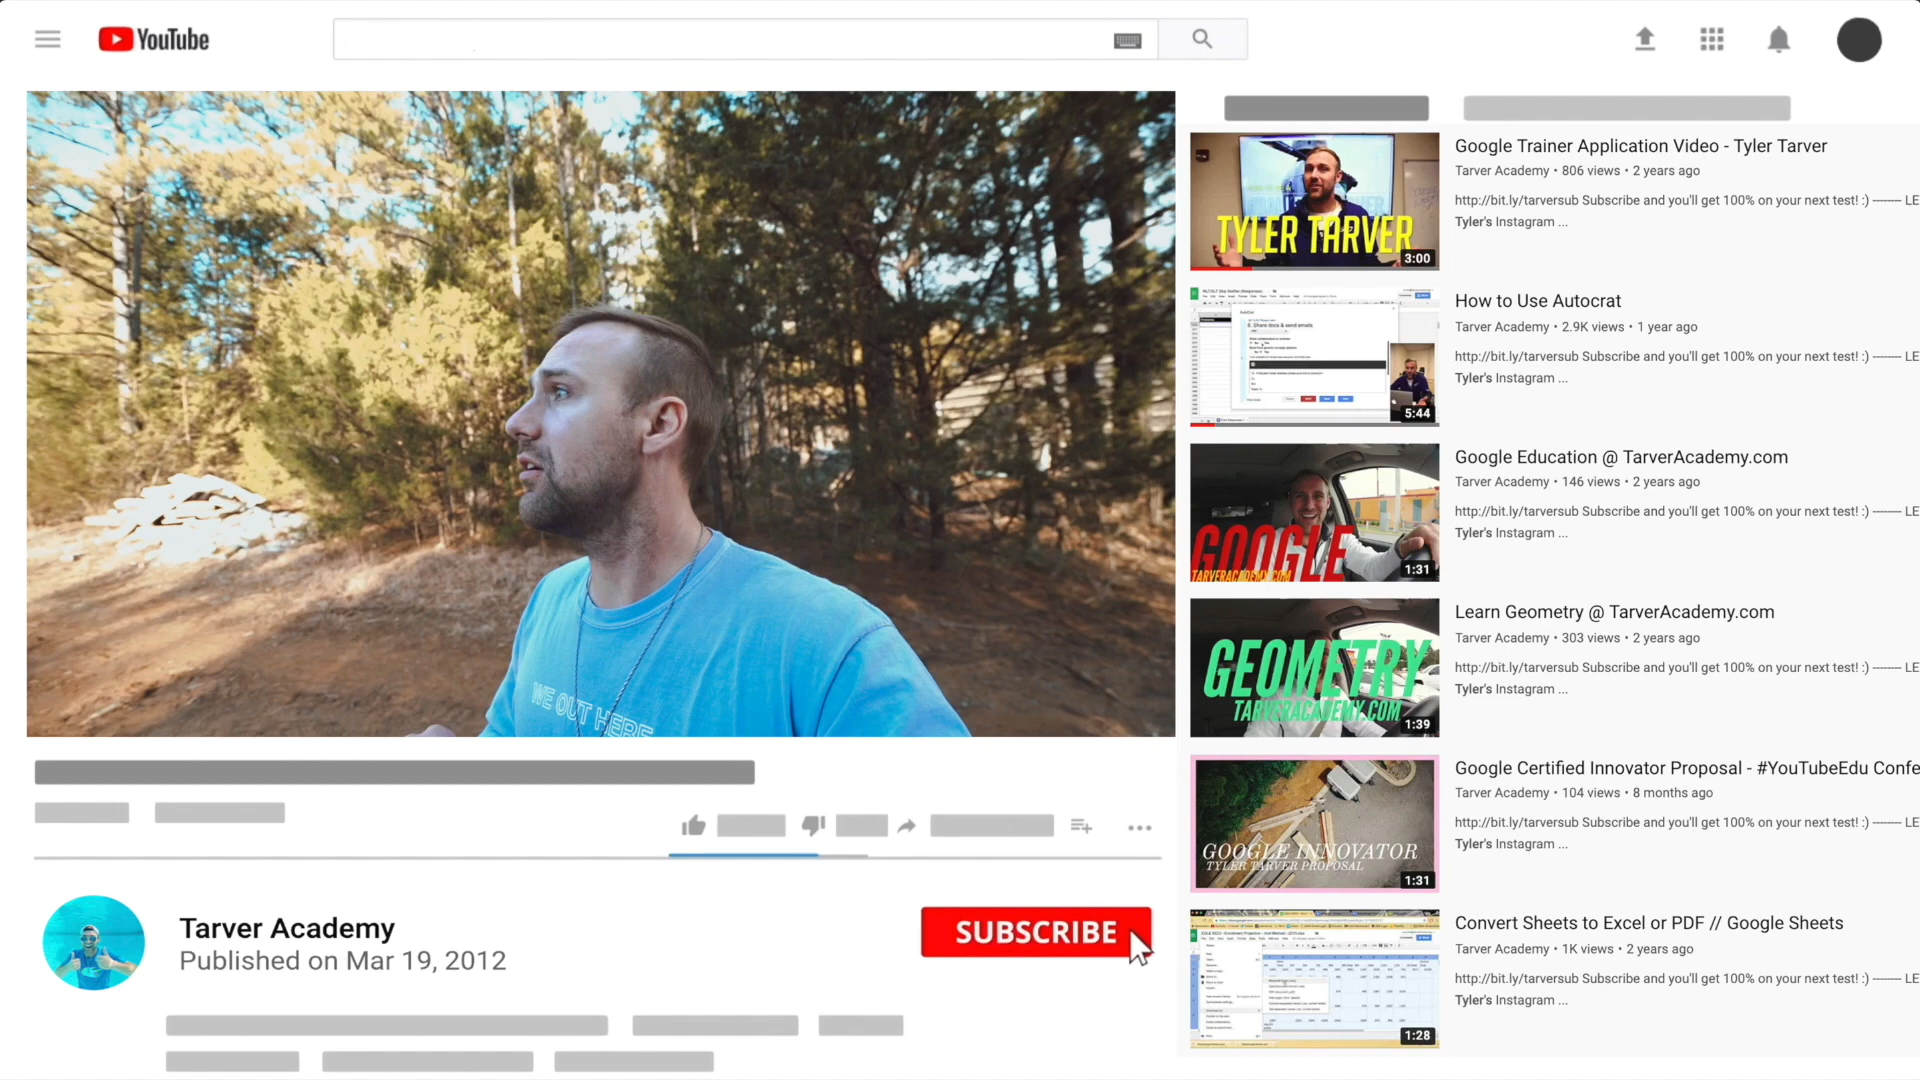 YouTube
WE OUT HERE
TYLER TARVER
3:00
Google Trainer Application Video - Tyler Tarver
Tarver Academy • 806 views • 2 years ago
http://bit.ly/tarversub Subscribe and you'll get 100% on your next test! :) -------- LE
Tyler's Instagram ...
8. Share docs & send emails
5:44
How to Use Autocrat
Tarver Academy • 2.9K views • 1 year ago
http://bit.ly/tarversub Subscribe and you'll get 100% on your next test! :) -------- LE
Tyler's Instagram ...
GOOGLE
TARVERACADEMY.COM
1:31
Google Education @ TarverAcademy.com
Tarver Academy • 146 views • 2 years ago
http://bit.ly/tarversub Subscribe and you'll get 100% on your next test! :) -------- LE
Tyler's Instagram ...
GEOMETRY
TARVERACADEMY.COM
1:39
Learn Geometry @ TarverAcademy.com
Tarver Academy • 303 views • 2 years ago
http://bit.ly/tarversub Subscribe and you'll get 100% on your next test! :) -------- LE
Tyler's Instagram ...
GOOGLE INNOVATOR
TYLER TARVER PROPOSAL
1:31
Google Certified Innovator Proposal - #YouTubeEdu Confe
Tarver Academy • 104 views • 8 months ago
http://bit.ly/tarversub Subscribe and you'll get 100% on your next test! :) -------- LE
Tyler's Instagram ...
1:28
Convert Sheets to Excel or PDF // Google Sheets
Tarver Academy • 1K views • 2 years ago
http://bit.ly/tarversub Subscribe and you'll get 100% on your next test! :) -------- LE
Tyler's Instagram ...
Tarver Academy
Published on Mar 19, 2012
SUBSCRIBE